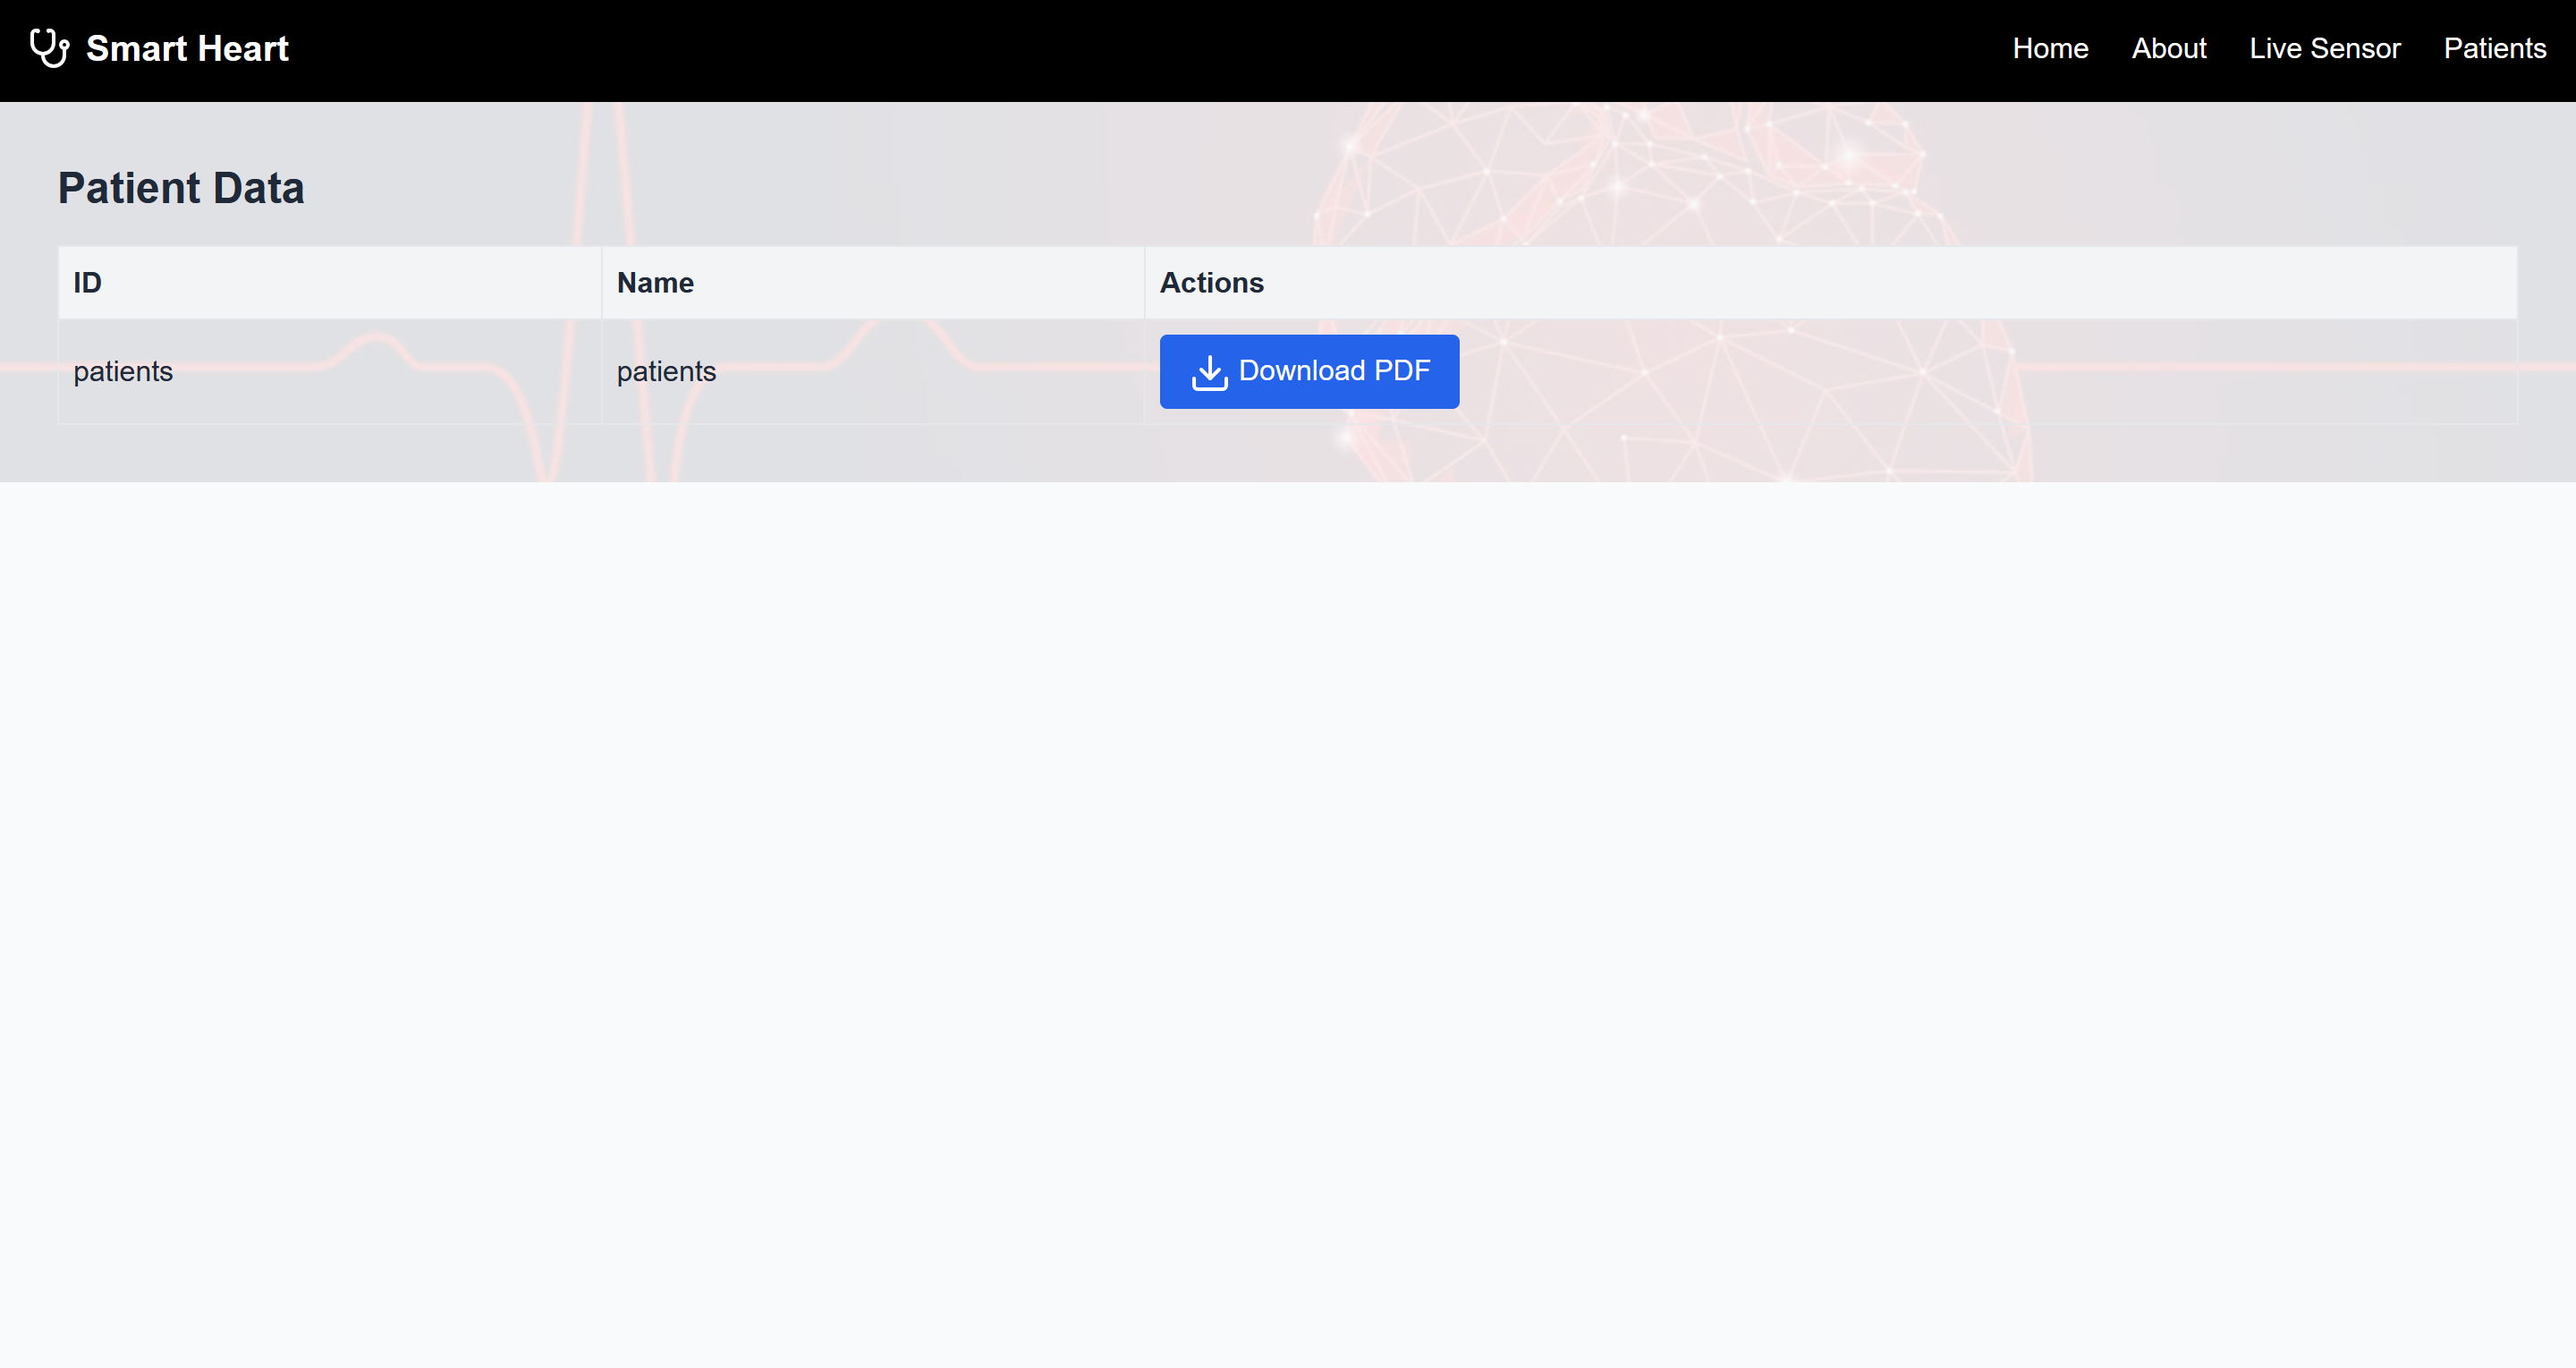 Smart Heart
Home About Live Sensor Patients
Patient Data
ID Name Actions
patients patients Download PDF